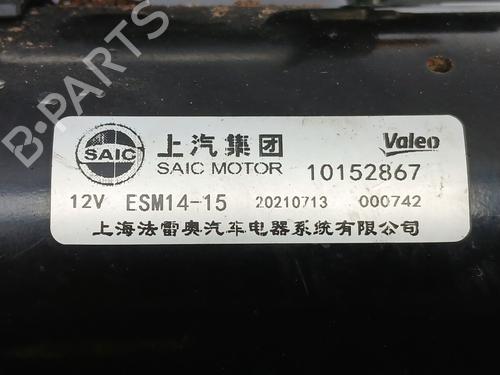 B-PARTS
SAIC 上汽集团 Valeo
SAIC MOTOR 10152867
12V ESM14-15 20210713 000742
上海法雷奥汽车电器系统有限公司